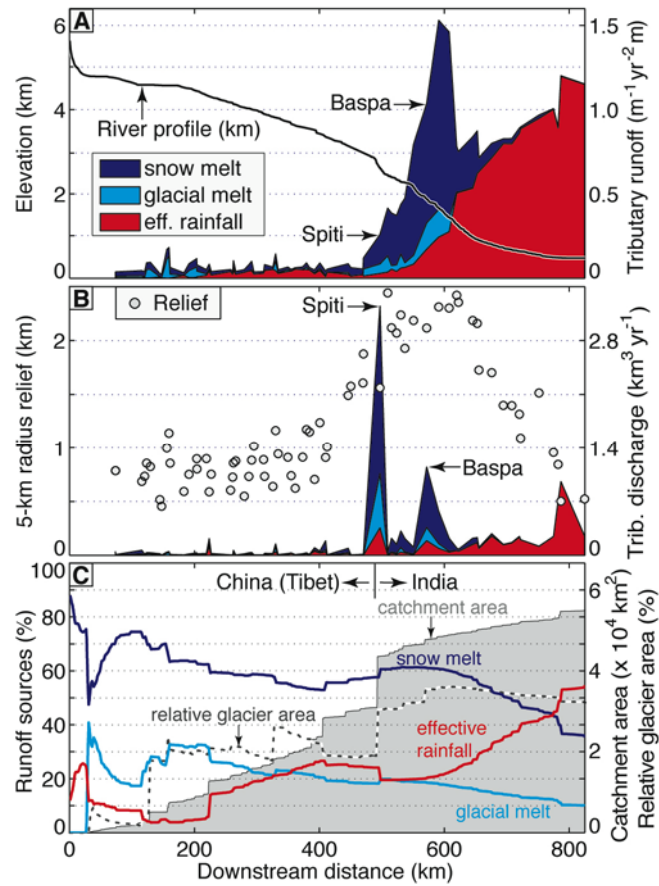 A
6
4
2
0
Elevation (km)
River profile (km)
snow melt
glacial melt
eff. rainfall
Baspa
Spiti
1.5
1.0
0.5
0
Tributary runoff (m⁻¹ yr⁻² m)
B
Relief
Spiti
Baspa
2
1
0
5-km radius relief (km)
2.8
1.4
0
Trib. discharge (km³ yr⁻¹)
C
100
80
60
40
20
0
Runoff sources (%)
China (Tibet)
India
catchment area
snow melt
relative glacier area
effective
rainfall
glacial melt
6
4
2
0
Catchment area (x 10⁴ km²)
Relative glacier area (%)
0 200 400 600 800
Downstream distance (km)